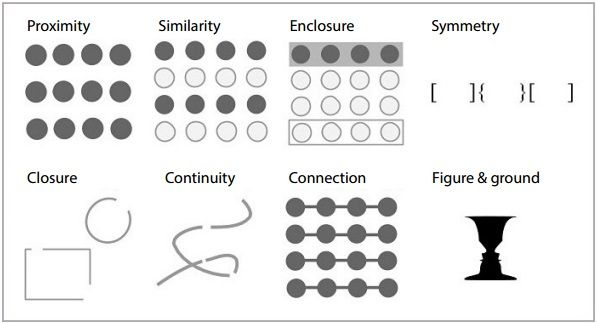 Proximity
Similarity
Enclosure
Symmetry
[ ]{ }[ ]
Closure
Continuity
Connection
Figure & ground